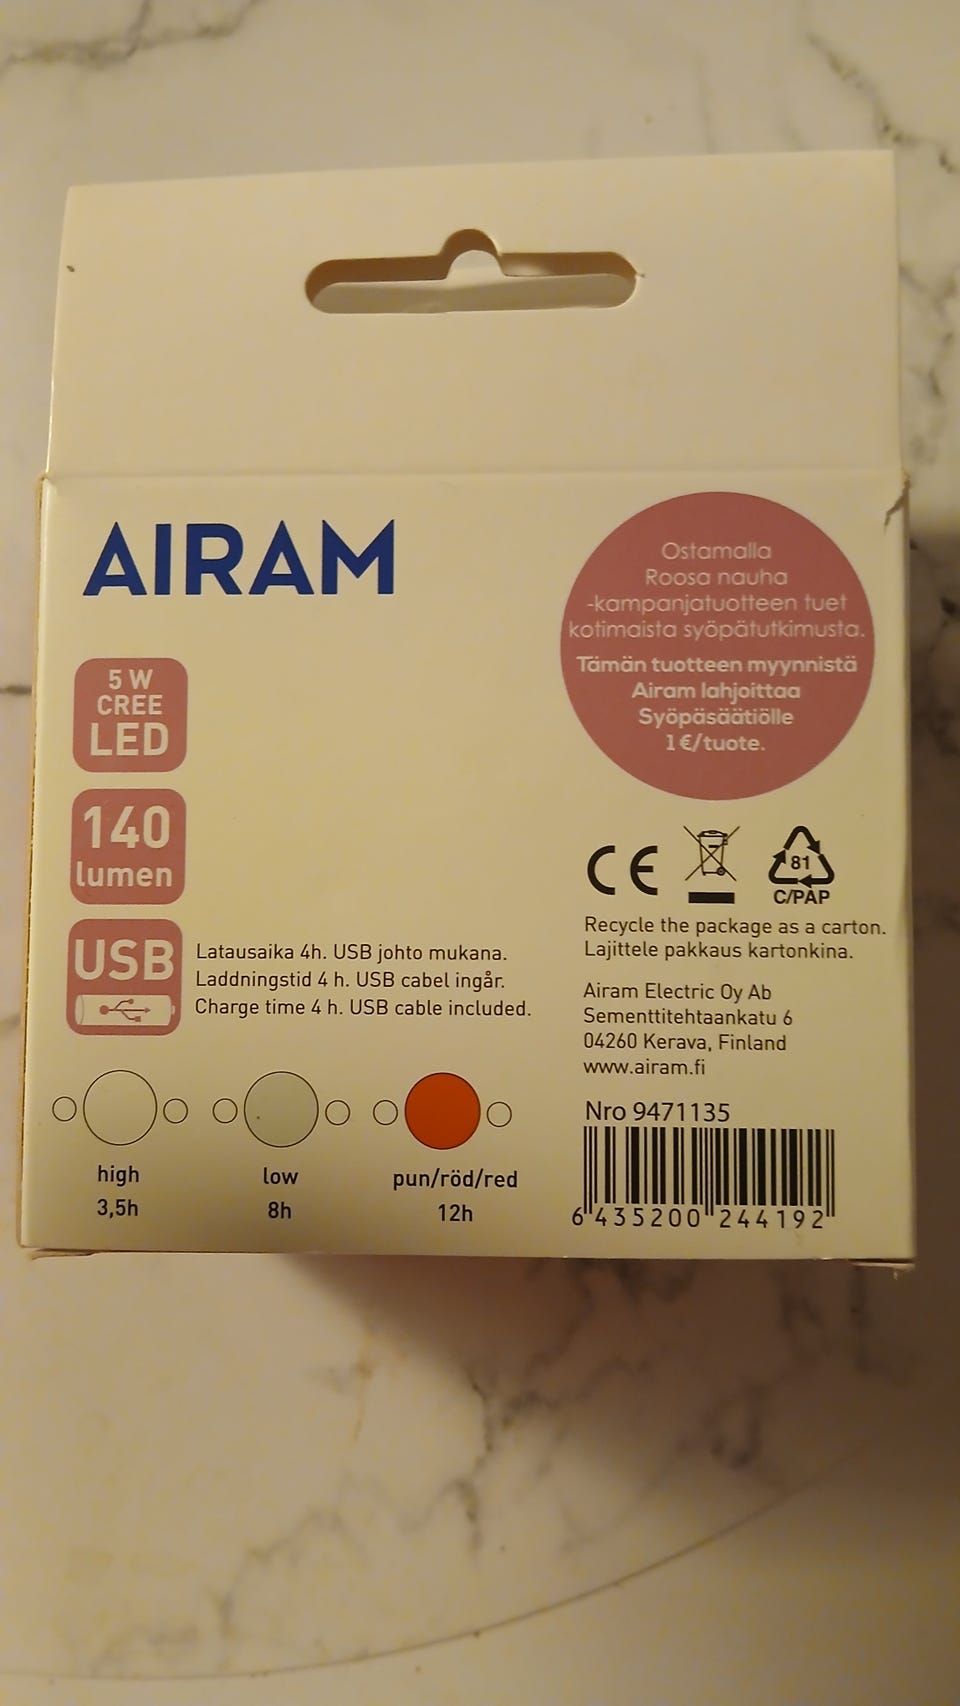 AIRAM
Ostamalla
Roosa nauha
-kampanjatuotteen tuet
kotimaista syöpätutkimusta.
Tämän tuotteen myynnistä
Airam lahjoittaa
Syöpäsäätiölle
1 €/tuote.
5 W
CREE
LED
140
lumen
USB
Latausaika 4h. USB johto mukana.
Laddningstid 4 h. USB cabel ingår.
Charge time 4 h. USB cable included.
high
3,5h
low
8h
pun/röd/red
12h
CE
81
C/PAP
Recycle the package as a carton.
Lajittele pakkaus kartonkina.
Airam Electric Oy Ab
Sementtitehtaankatu 6
04260 Kerava, Finland
www.airam.fi
Nro 9471135
6 435200 244192